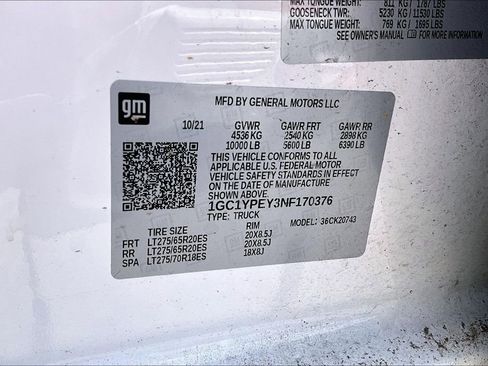 MAX TONGUE WEIGHT: 811 KG / 1787 LBS
GOOSENECK TWR: 5230 KG / 11530 LBS
MAX TONGUE WEIGHT: 769 KG / 1695 LBS
SEE OWNER'S MANUAL FOR MORE INFORMATION
gm
MFD BY GENERAL MOTORS LLC
10/21 GVWR GAWR FRT GAWR RR
4536 KG 2540 KG 2898 KG
10000 LB 5600 LB 6390 LB
THIS VEHICLE CONFORMS TO ALL
APPLICABLE U.S. FEDERAL MOTOR
VEHICLE SAFETY STANDARDS IN EFFECT
ON THE DATE OF MANUFACTURE
SHOWN ABOVE
1GC1YPEY3NF170376
TYPE: TRUCK MODEL: 36CK20743
TIRE SIZE RIM
FRT LT275/65R20ES 20X8.5J
RR LT275/65R20ES 20X8.5J
SPA LT275/70R18ES 18X8J